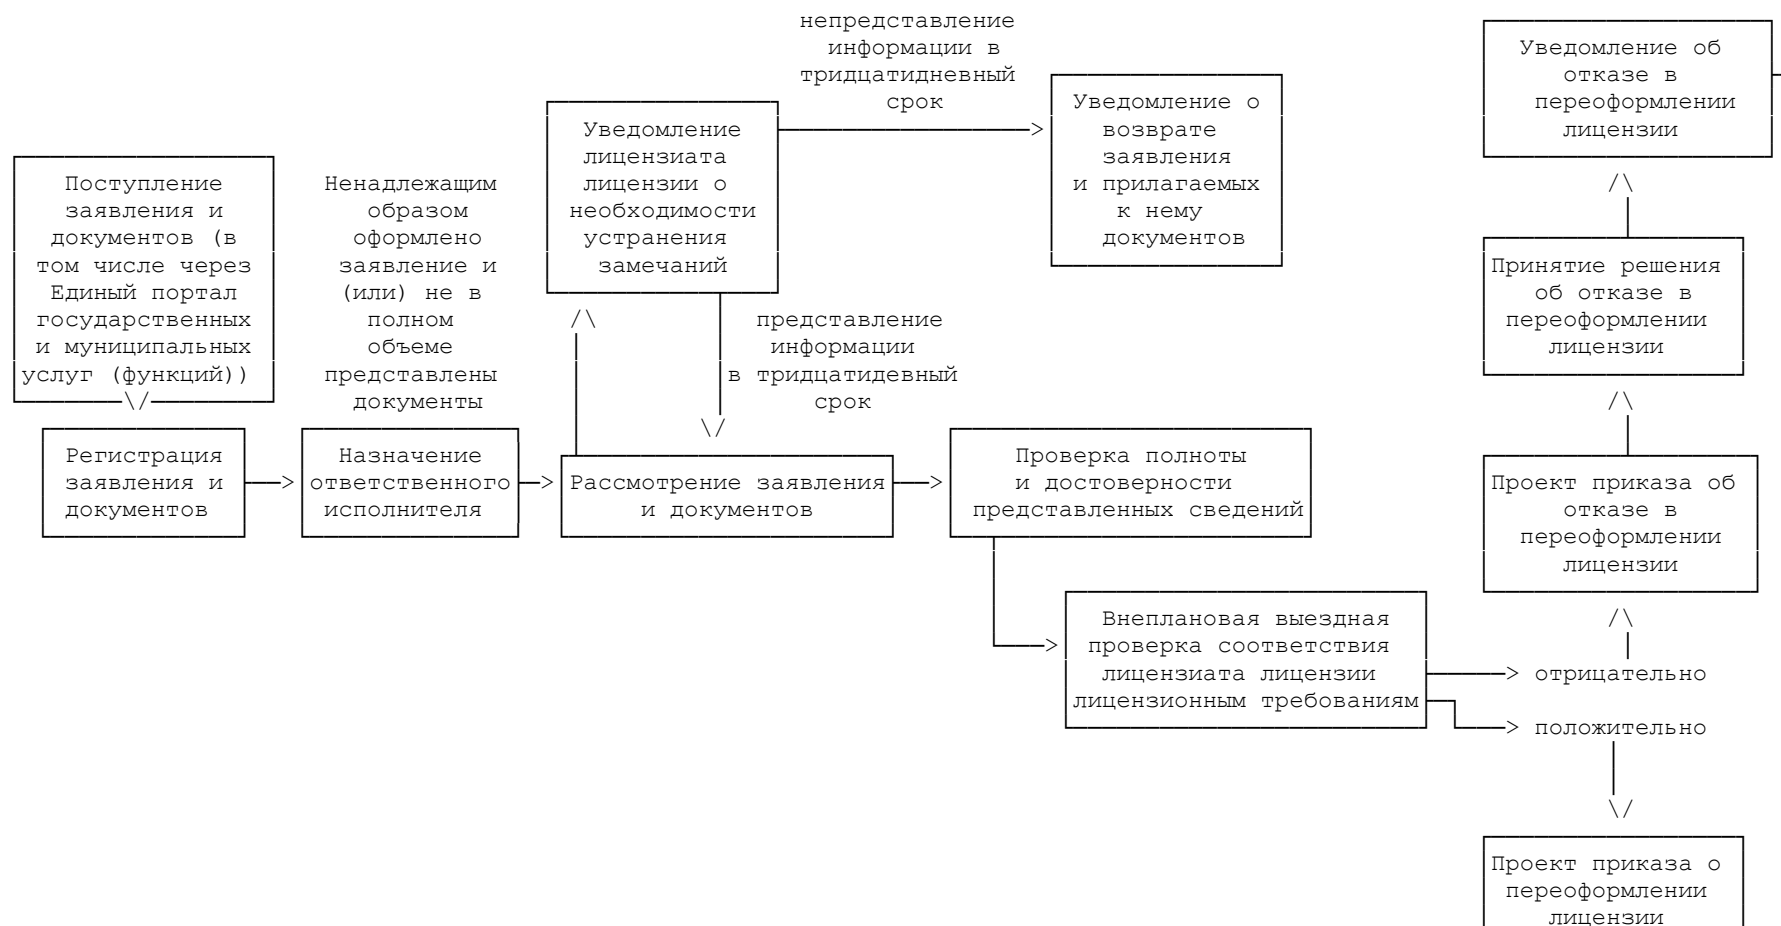 непредставление
информации в
тридцатидневный
срок
Уведомление о
возврате
заявления
и прилагаемых
к нему
документов
Уведомление об
отказе в
переоформлении
лицензии
Уведомление
лицензиата
лицензии о
необходимости
устранения
замечаний
Поступление
заявления и
документов (в
том числе через
Единый портал
государственных
и муниципальных
услуг (функций))
Ненадлежащим
образом
оформлено
заявление и
(или) не в
полном
объеме
представлены
документы
представление
информации
в тридцатидевный
срок
Принятие решения
об отказе в
переоформлении
лицензии
Регистрация
заявления и
документов
Назначение
ответственного
исполнителя
Рассмотрение заявления
и документов
Проверка полноты
и достоверности
представленных сведений
Проект приказа об
отказе в
переоформлении
лицензии
Внеплановая выездная
проверка соответствия
лицензиата лицензии
лицензионным требованиям
отрицательно
положительно
Проект приказа о
переоформлении
лицензии